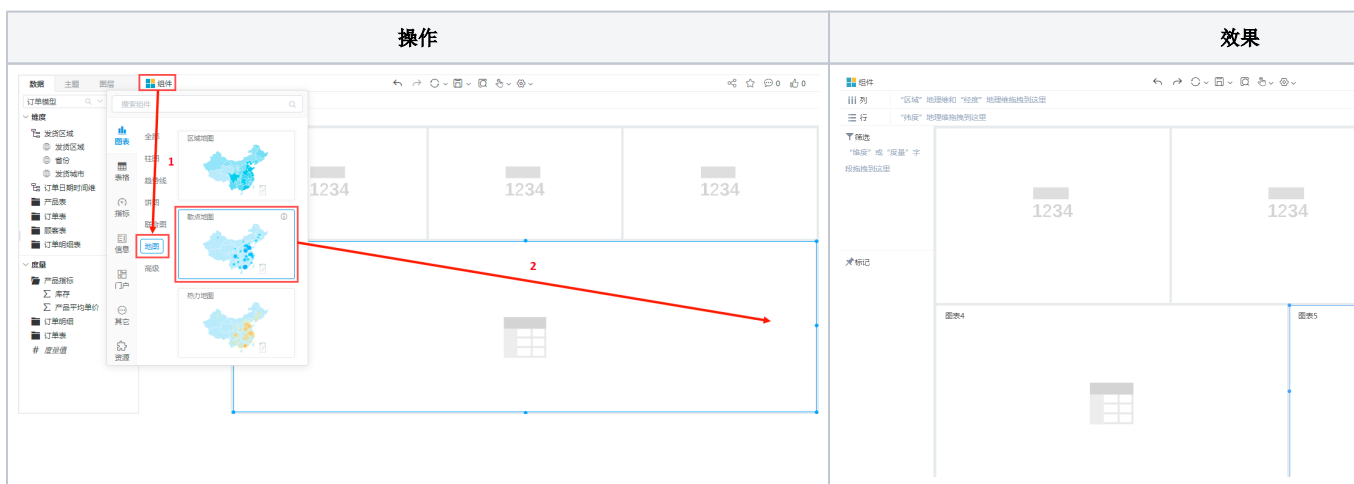 操作
效果
数据 主题 图层 组件
0 0
订单模型
搜索组件
维度
发货区域
发货区域
省份
发货城市
订单日期时间维
产品表
订单表
顾客表
订单明细表
度量
产品指标
库存
产品平均单价
订单明细
订单表
# 度量值
图表
表格
指标
信息
门户
其它
资源
全部
柱图
趋势线
饼图
联合图
地图
高级
1
区域地图
散点地图
热力地图
1234
1234
1234
2
组件
列 "区域" 地理维和 "经度" 地理维拖拽到这里
行 "纬度" 地理维拖拽到这里
筛选
"维度" 或 "度量" 字
段拖拽到这里
标记
1234
1234
图表4
图表5